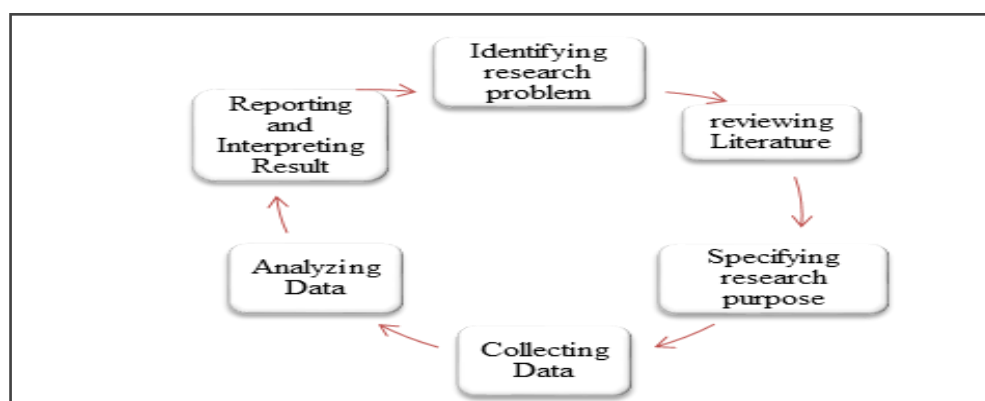 Identifying
research
problem
reviewing
Literature
Specifying
research
purpose
Collecting
Data
Analyzing
Data
Reporting
and
Interpreting
Result